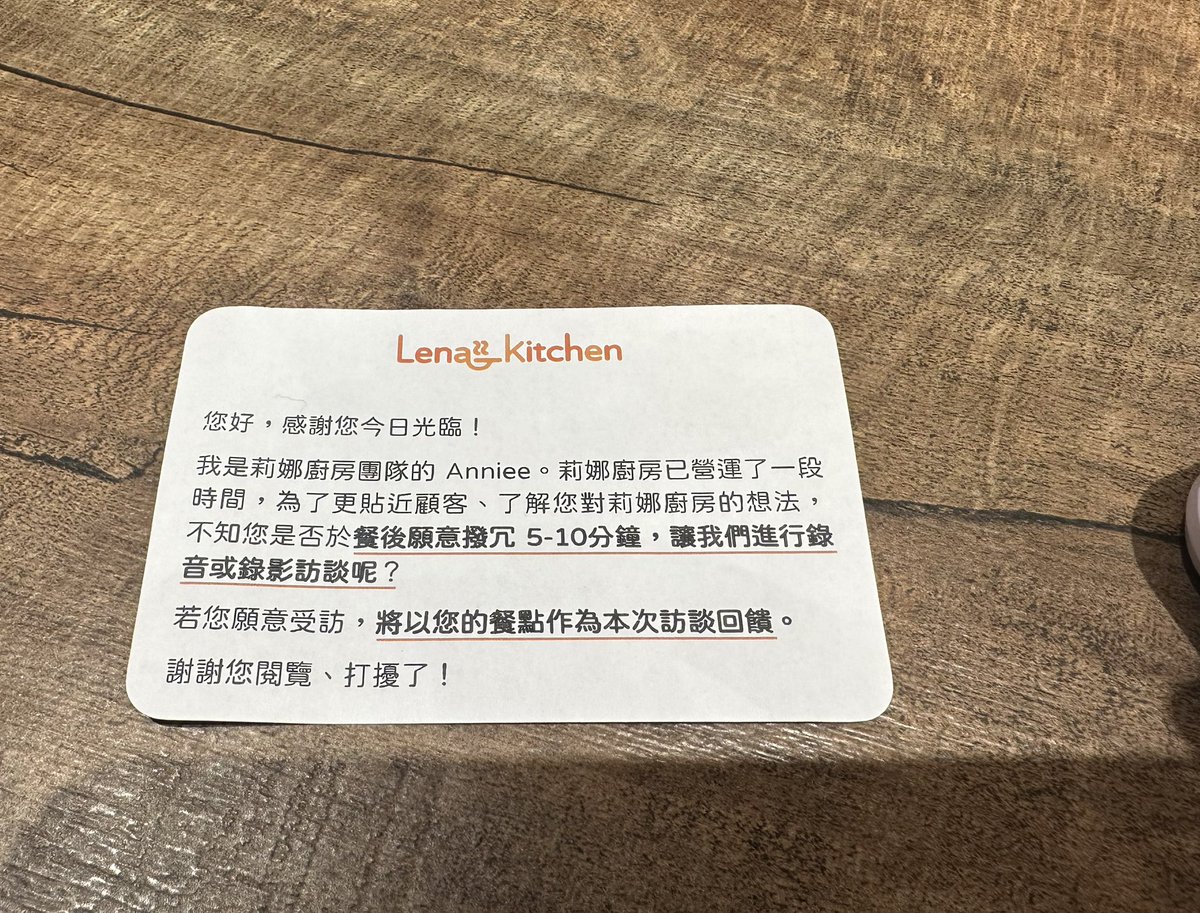 Lena Kitchen
您好，感謝您今日光臨！
我是莉娜廚房團隊的 Anniee。莉娜廚房已營運了一段
時間，為了更貼近顧客、了解您對莉娜廚房的想法，
不知您是否於餐後願意撥冗 5-10分鐘，讓我們進行錄
音或錄影訪談呢？
若您願意受訪，將以您的餐點作為本次訪談回饋。
謝謝您閱覽、打擾了！